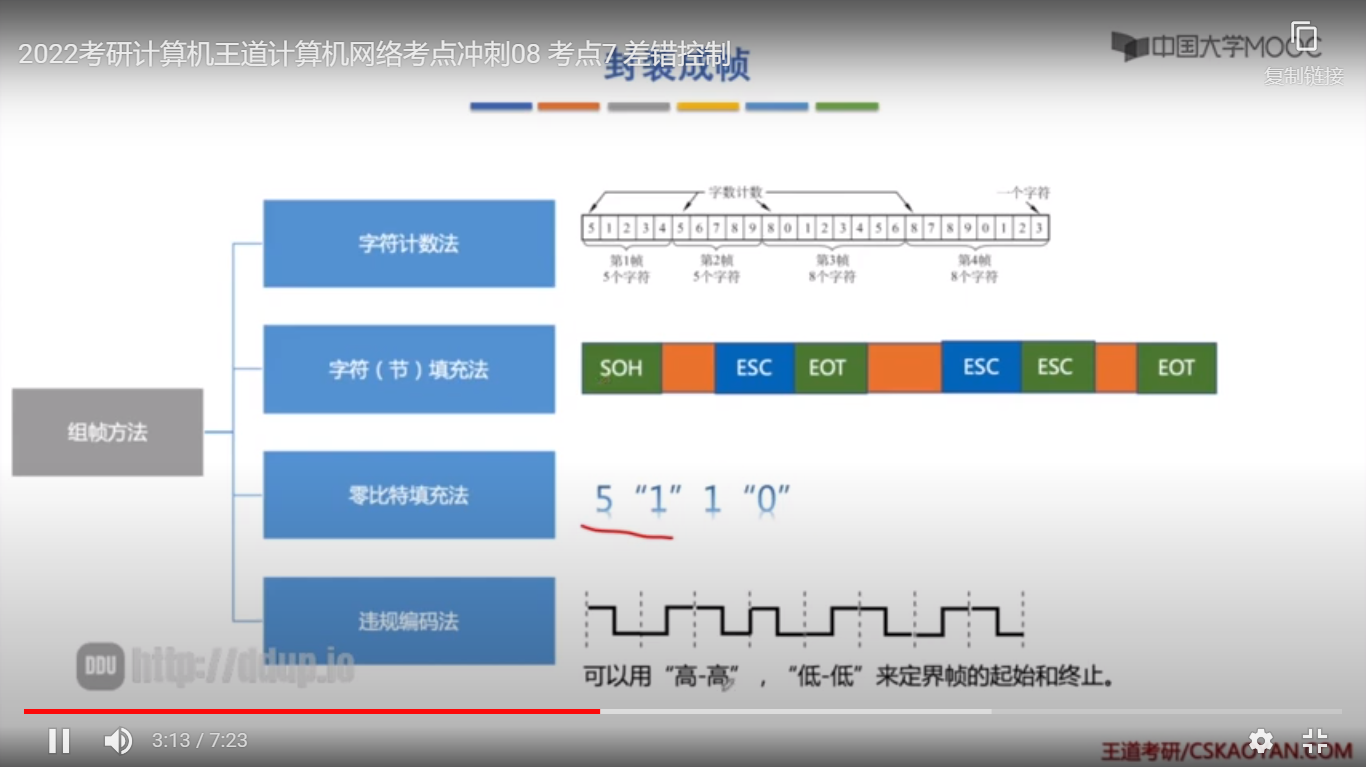 2022考研计算机王道计算机网络考点冲刺08 考点7 差错控制
封装成帧
中国大学MOOC
复制链接
字数计数
一个字符
字符计数法
5 1 2 3 4 5 6 7 8 9 8 0 1 2 3 4 5 6 8 7 8 9 0 1 2 3
第1帧 第2帧 第3帧 第4帧
5个字符 5个字符 8个字符 8个字符
字符（节）填充法
SOH ESC EOT ESC ESC EOT
组帧方法
零比特填充法
5 “1” 1 “0”
违规编码法
DDU http://ddup.io
可以用“高-高”，“低-低”来定界帧的起始和终止。
3:13 / 7:23
王道考研/CSKAOYAN.COM